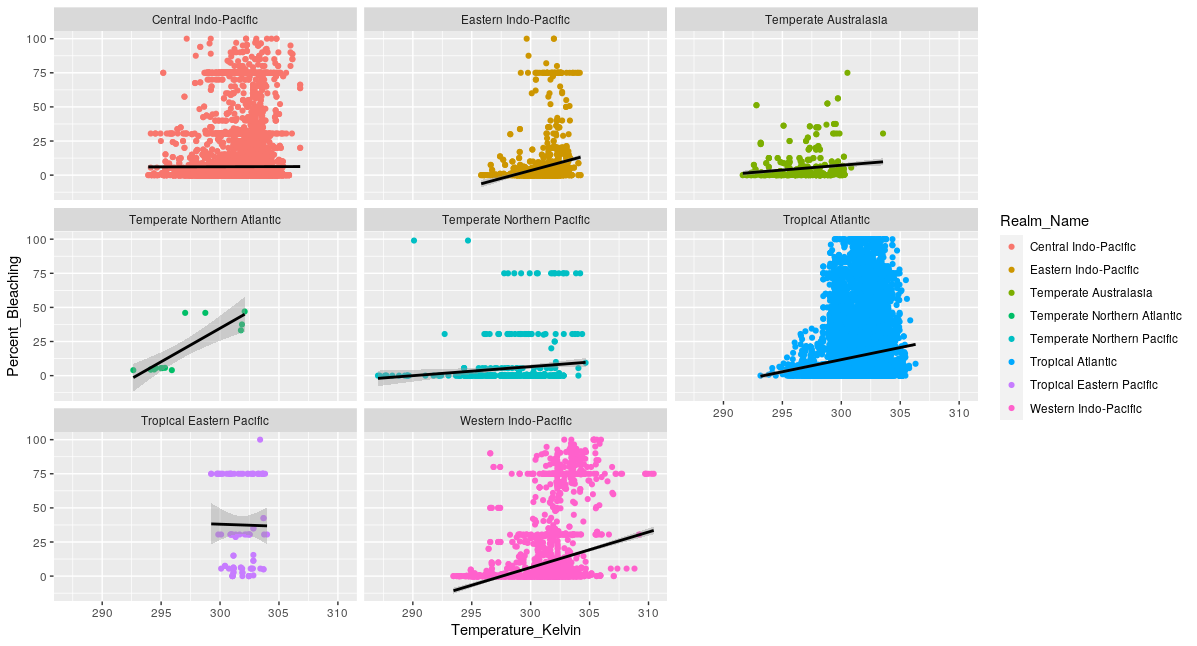 Central Indo-Pacific
Eastern Indo-Pacific
Temperate Australasia
100
75
50
25
0
Temperate Northern Atlantic
Temperate Northern Pacific
Tropical Atlantic
100
75
50
25
0
290 295 300 305 310
Tropical Eastern Pacific
Western Indo-Pacific
100
75
50
25
0
290 295 300 305 310
290 295 300 305 310
Temperature_Kelvin
Percent_Bleaching
Realm_Name
Central Indo-Pacific
Eastern Indo-Pacific
Temperate Australasia
Temperate Northern Atlantic
Temperate Northern Pacific
Tropical Atlantic
Tropical Eastern Pacific
Western Indo-Pacific